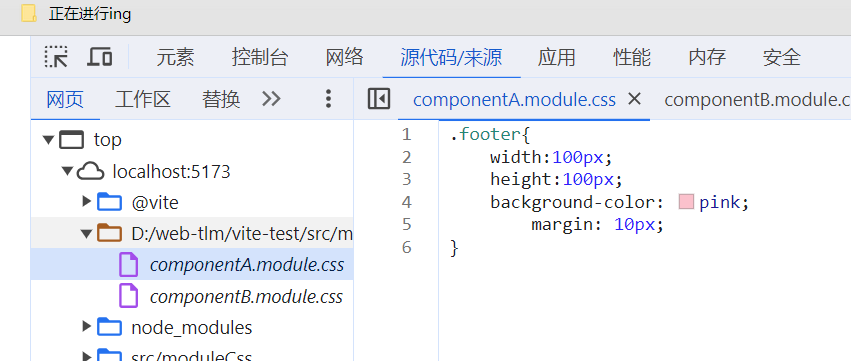 正在进行ing
元素 控制台 网络 源代码/来源 应用 性能 内存 安全
网页 工作区 替换 componentA.module.css componentB.module.c
top
localhost:5173
@vite
D:/web-tlm/vite-test/src/m
componentA.module.css
componentB.module.css
node_modules
src/moduleCss
1 .footer{
2 width:100px;
3 height:100px;
4 background-color: pink;
5 margin: 10px;
6 }